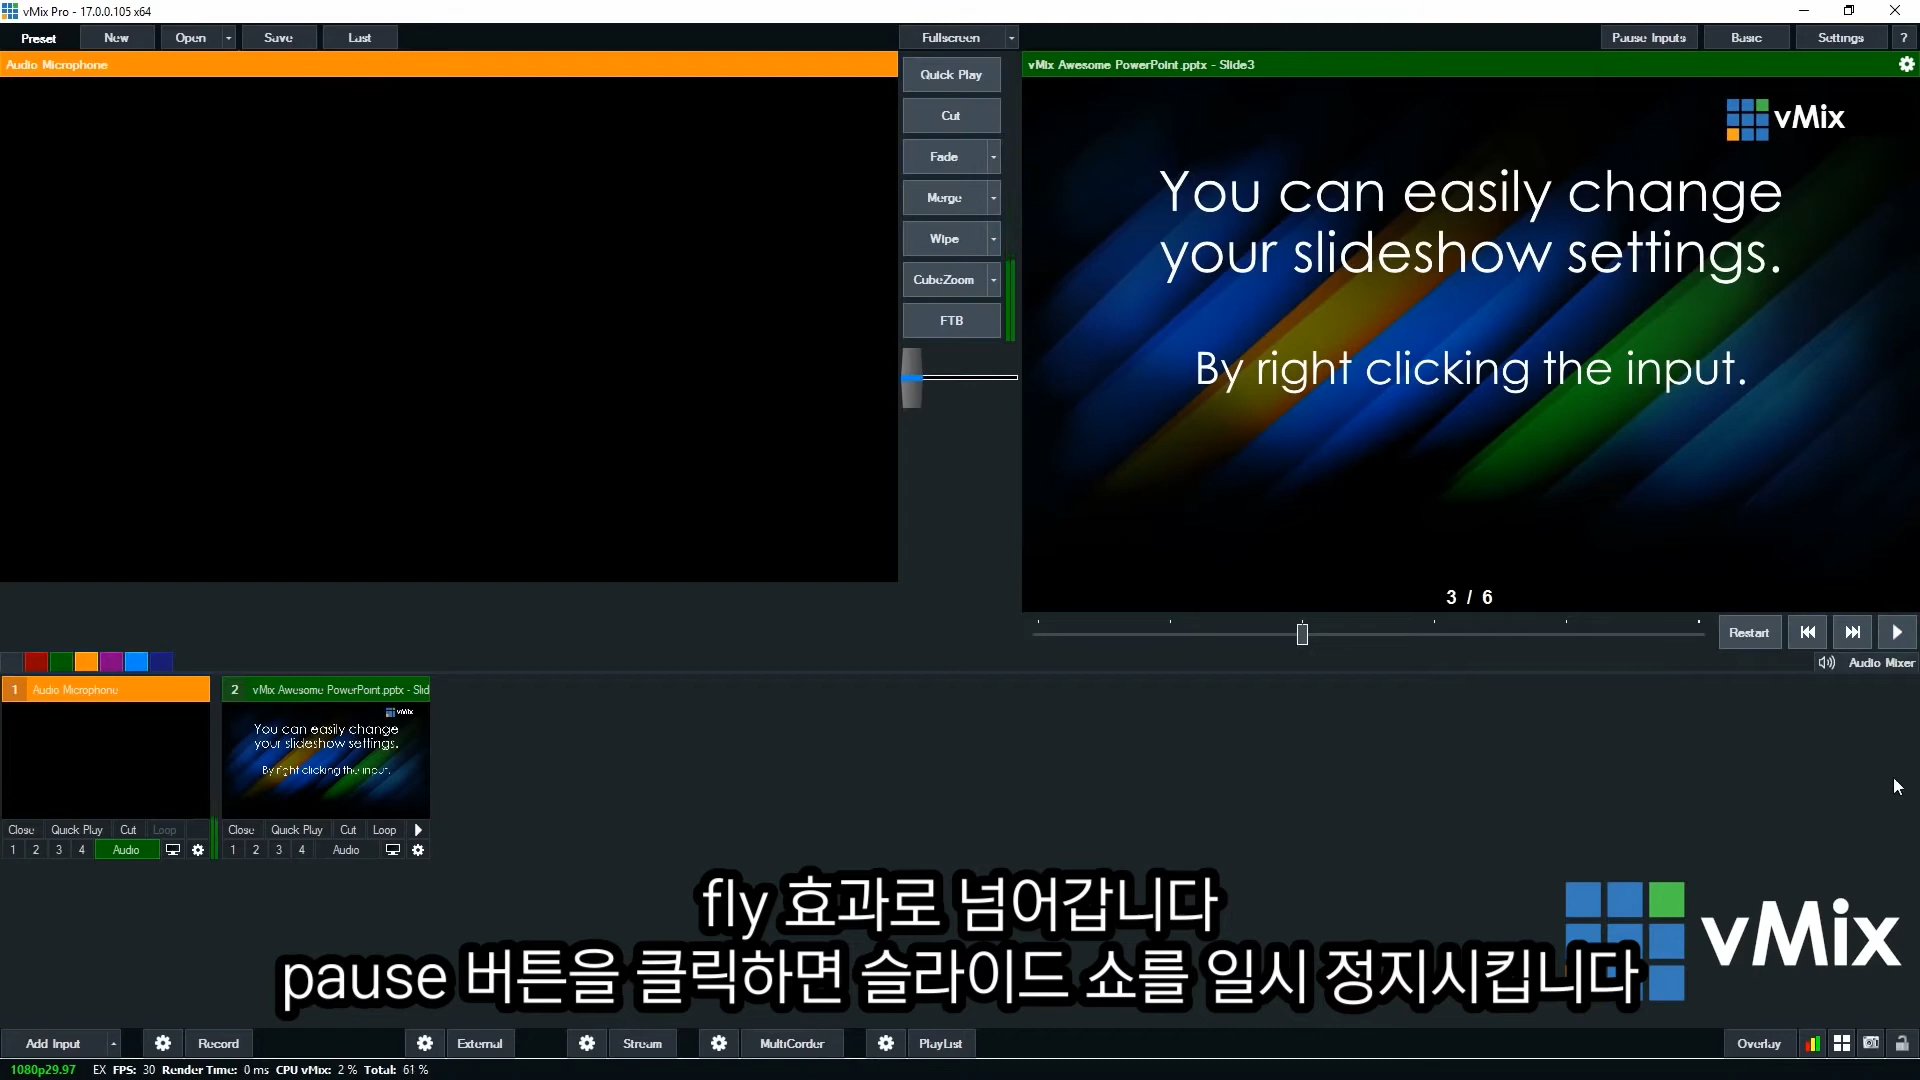 vMix Pro - 17.0.0.105 x64
Preset New Open Save Last Fullscreen Pause Inputs Basic Settings ?
Audio Microphone
Quick Play
Cut
Fade
Merge
Wipe
CubeZoom
FTB
vMix Awesome PowerPoint.pptx - Slide3
vMix
You can easily change
your slideshow settings.
By right clicking the input.
3 / 6
Restart
Audio Mixer
1 Audio Microphone
Close Quick Play Cut Loop
1 2 3 4 Audio
2 vMix Awesome PowerPoint.pptx - Slid
vMix
You can easily change
your slideshow settings.
By right clicking the input.
Close Quick Play Cut Loop
1 2 3 4 Audio
fly 효과로 넘어갑니다
pause 버튼을 클릭하면 슬라이드 쇼를 일시 정지시킵니다
vMix
Add Input Record External Stream MultiCorder PlayList Overlay
1080p29.97 EX FPS: 30 Render Time: 0 ms CPU vMix: 2 % Total: 61 %